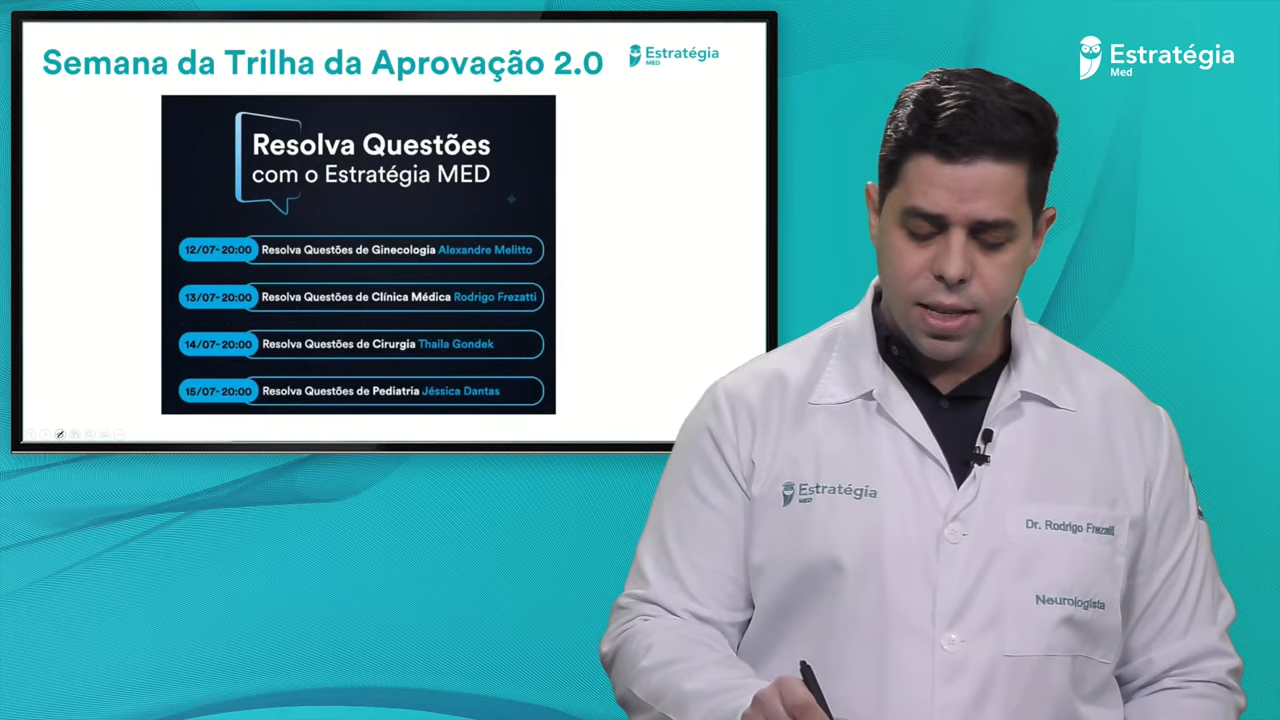 Semana da Trilha da Aprovação 2.0
Estratégia
MED
Resolva Questões
com o Estratégia MED
12/07- 20:00 Resolva Questões de Ginecologia Alexandre Melitto
13/07- 20:00 Resolva Questões de Clínica Médica Rodrigo Frezatti
14/07- 20:00 Resolva Questões de Cirurgia Thaila Gondek
15/07- 20:00 Resolva Questões de Pediatria Jéssica Dantas
Estratégia
Med
Estratégia
MED
Dr. Rodrigo Frezatti
Neurologista